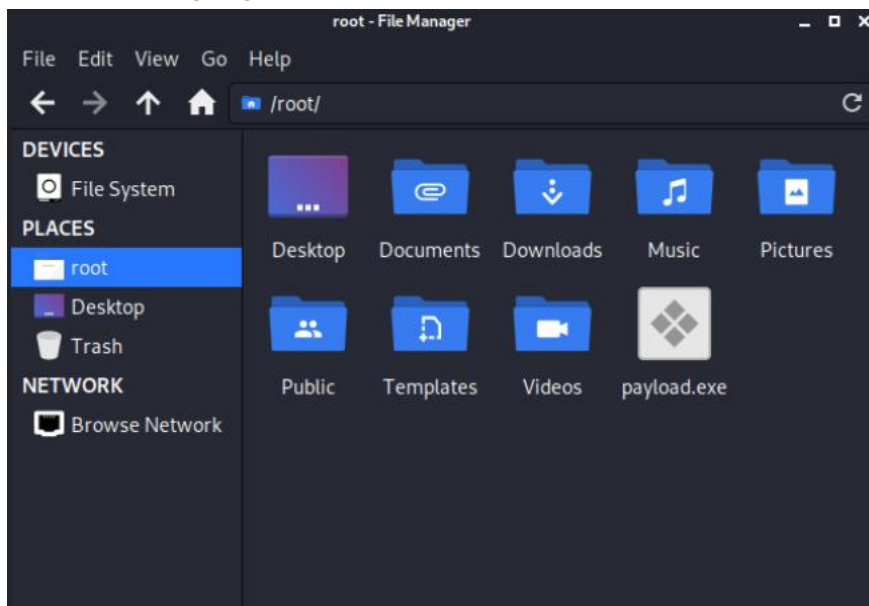 root - File Manager
File Edit View Go Help
/root/
DEVICES
File System
PLACES
root
Desktop
Trash
NETWORK
Browse Network
Desktop Documents Downloads Music Pictures
Public Templates Videos payload.exe